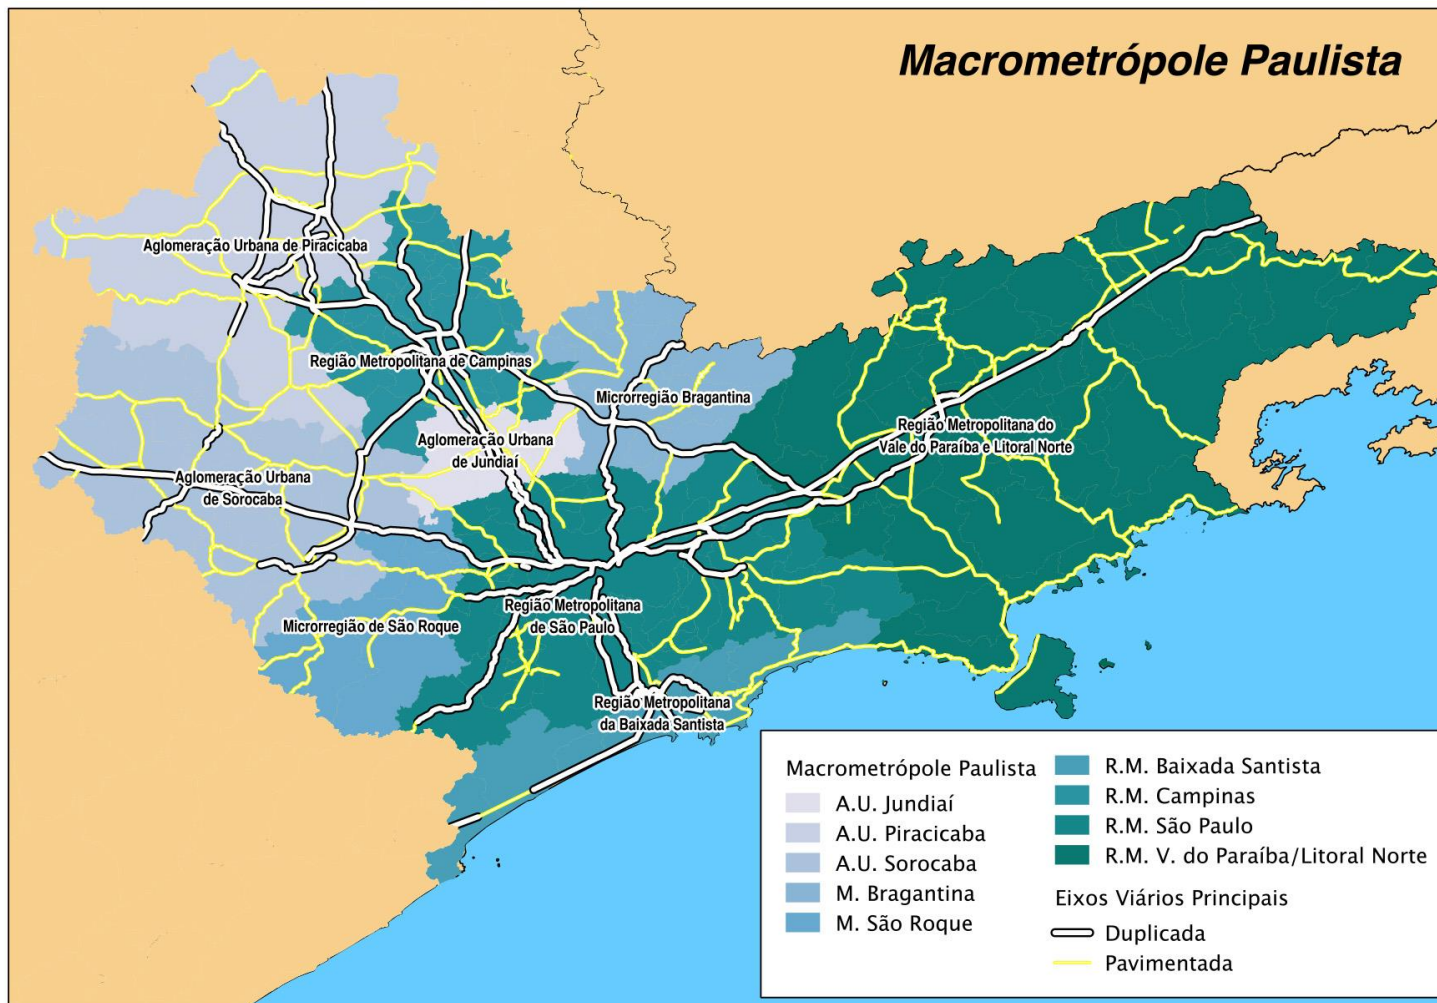 Macrometrópole Paulista
Aglomeração Urbana de Piracicaba
Região Metropolitana de Campinas
Microrregião Bragantina
Aglomeração Urbana
de Jundiaí
Região Metropolitana do
Vale do Paraíba e Litoral Norte
Aglomeração Urbana
de Sorocaba
Região Metropolitana
de São Paulo
Microrregião de São Roque
Região Metropolitana
da Baixada Santista
Macrometrópole Paulista
A.U. Jundiaí
A.U. Piracicaba
A.U. Sorocaba
M. Bragantina
M. São Roque
R.M. Baixada Santista
R.M. Campinas
R.M. São Paulo
R.M. V. do Paraíba/Litoral Norte
Eixos Viários Principais
Duplicada
Pavimentada